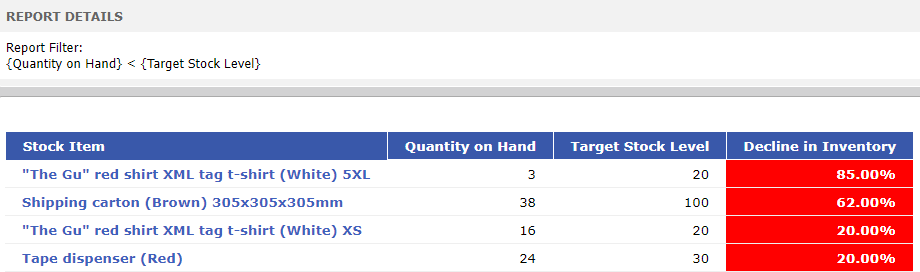 REPORT DETAILS
Report Filter:
{Quantity on Hand} < {Target Stock Level}
Stock Item Quantity on Hand Target Stock Level Decline in Inventory
"The Gu" red shirt XML tag t-shirt (White) 5XL 3 20 85.00%
Shipping carton (Brown) 305x305x305mm 38 100 62.00%
"The Gu" red shirt XML tag t-shirt (White) XS 16 20 20.00%
Tape dispenser (Red) 24 30 20.00%